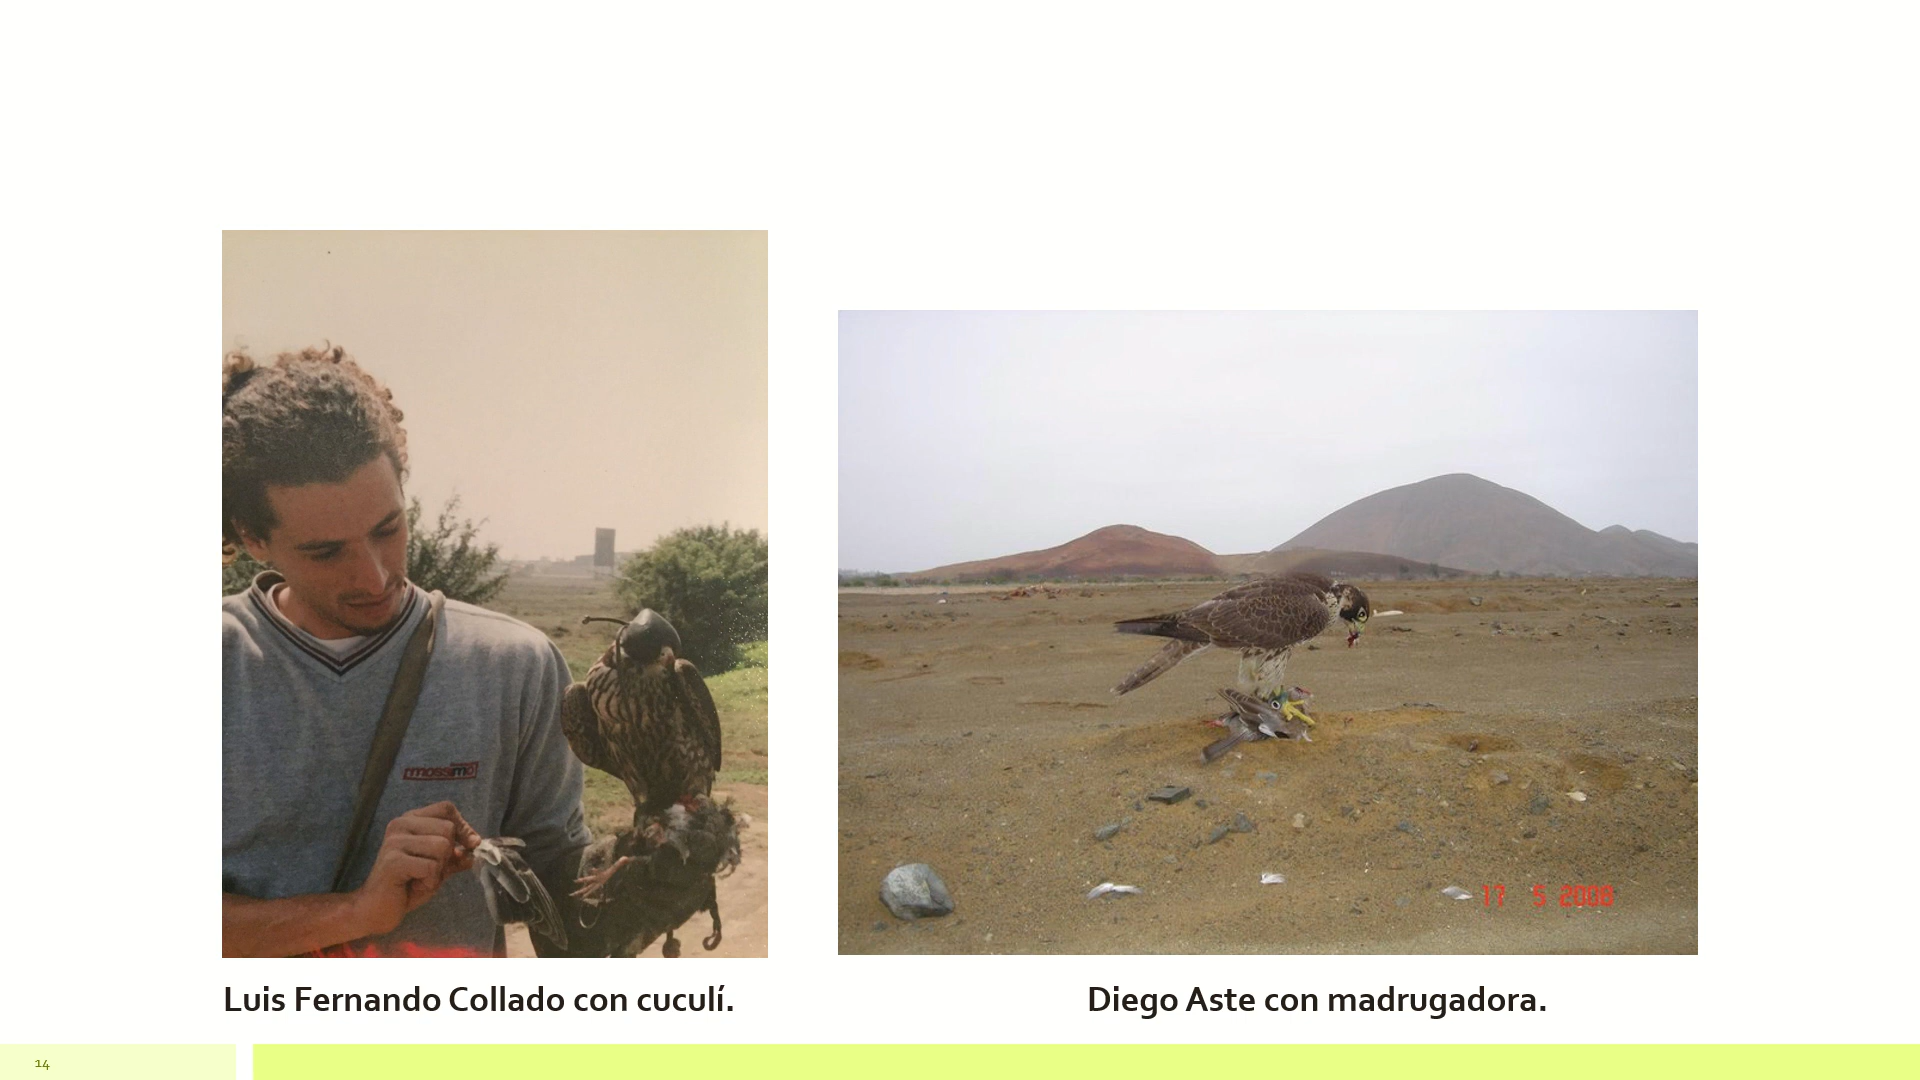 mossimo
17 5 2008
Luis Fernando Collado con cuculí.
Diego Aste con madrugadora.
14